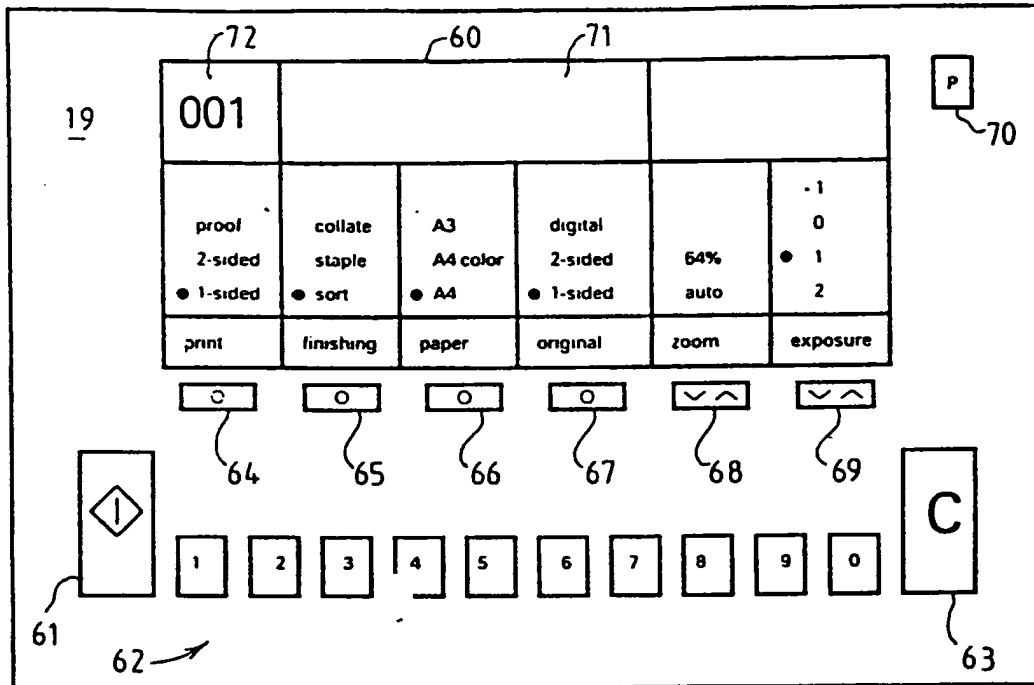 72 60 71
001
P
19
70
- 1
proof collate A3 digital 0
2-sided staple A4 color 2-sided 64% ● 1
● 1-sided ● sort ● A4 ● 1-sided auto 2
print finishing paper original zoom exposure
64 65 66 67 68 69
C
1 2 3 4 5 6 7 8 9 0
61
62
63